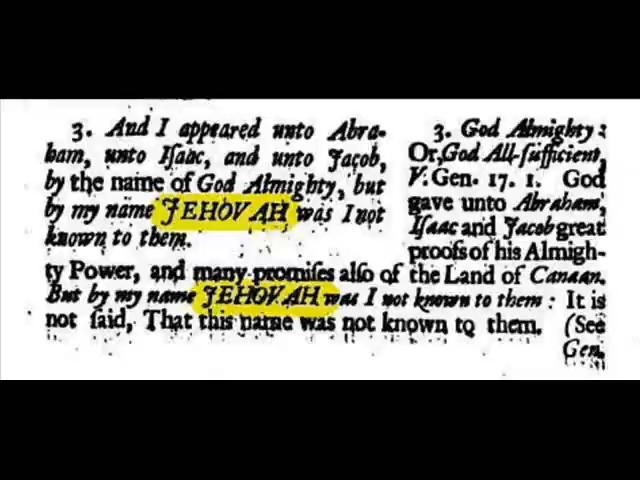 3. And I appeared unto Abra-
ham, unto Iſaac, and unto Jacob,
by the name of God Almighty, but
by my name JEHOVAH was I not
known to them.
3. God Almighty:
Or, God All-ſufficient,
V. Gen. 17. 1. God
gave unto Abraham,
Iſaac and Jacob great
proofs of his Almigh-
ty Power, and many promiſes alſo of the Land of Canaan.
But by my name JEHOVAH was I not known to them: It is
not ſaid, That this name was not known to them. (See
Gen.